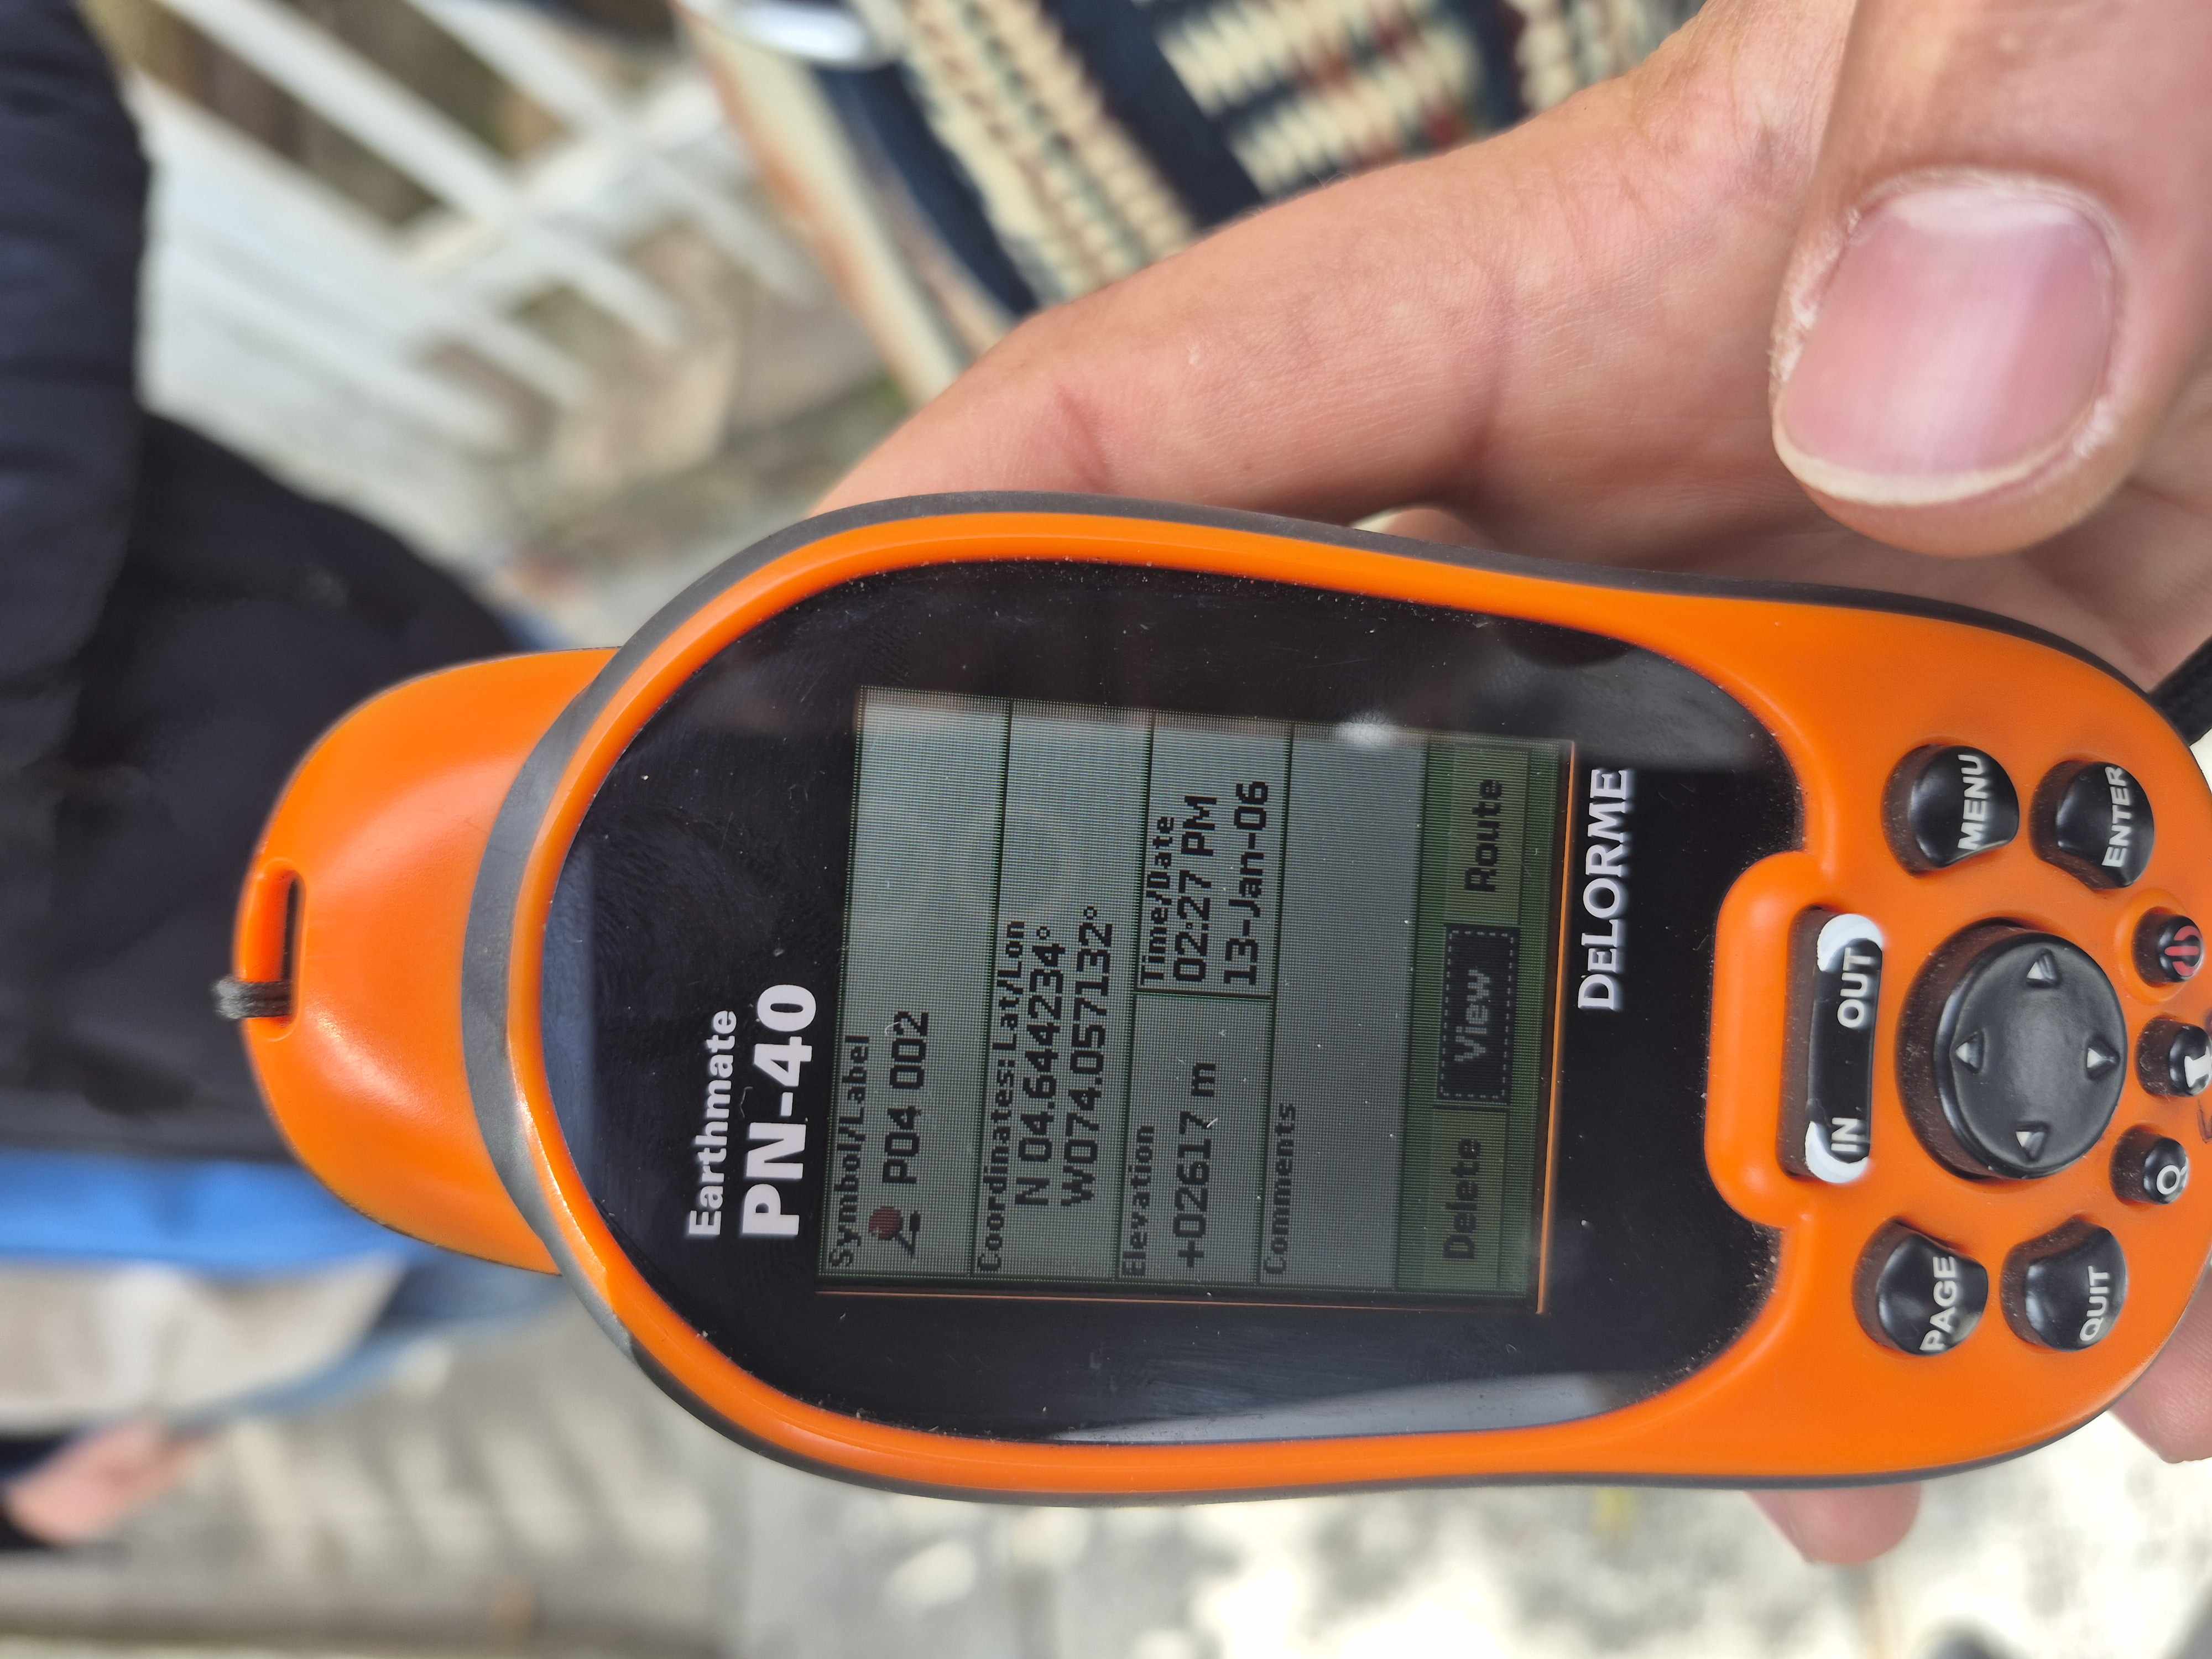 Earthmate
PN-40
Symbol/Label
P04 002
Coordinates: Lat/Lon
N 04.644234°
W074.057132°
Elevation
+02617 m
Time/Date
02:27 PM
13-Jan-06
Comments
Delete View Route
DELORME
IN OUT
PAGE
MENU
QUIT
ENTER